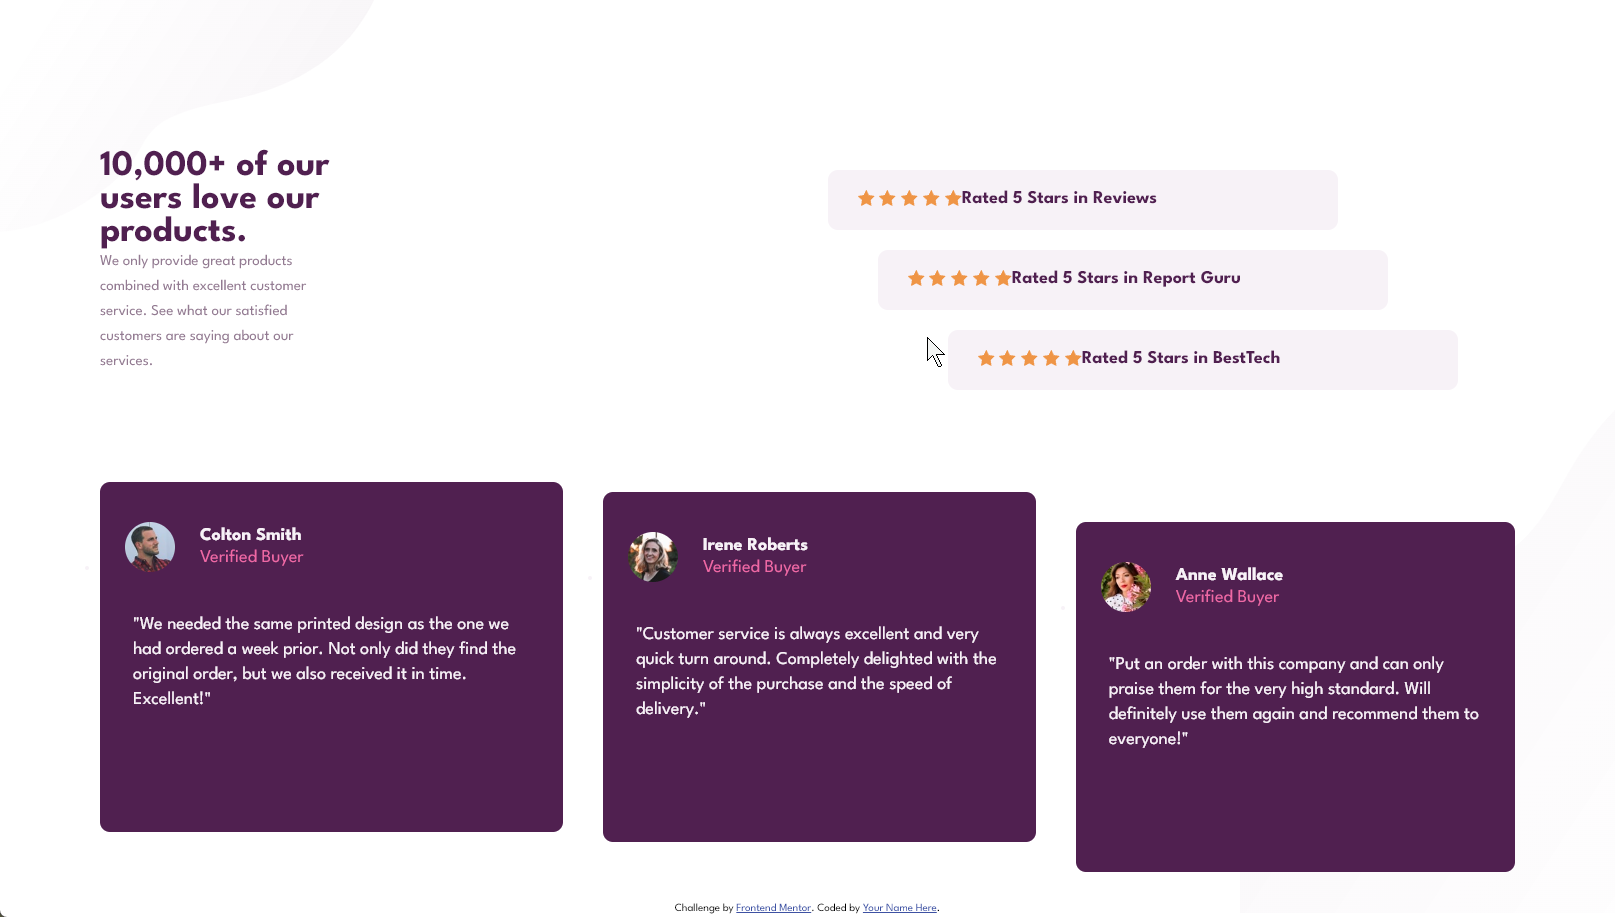 10,000+ of our
users love our
products.
We only provide great products
combined with excellent customer
service. See what our satisfied
customers are saying about our
services.
Rated 5 Stars in Reviews
Rated 5 Stars in Report Guru
Rated 5 Stars in BestTech
Colton Smith
Verified Buyer
"We needed the same printed design as the one we
had ordered a week prior. Not only did they find the
original order, but we also received it in time.
Excellent!"
Irene Roberts
Verified Buyer
"Customer service is always excellent and very
quick turn around. Completely delighted with the
simplicity of the purchase and the speed of
delivery."
Anne Wallace
Verified Buyer
"Put an order with this company and can only
praise them for the very high standard. Will
definitely use them again and recommend them to
everyone!"
Challenge by Frontend Mentor. Coded by Your Name Here.